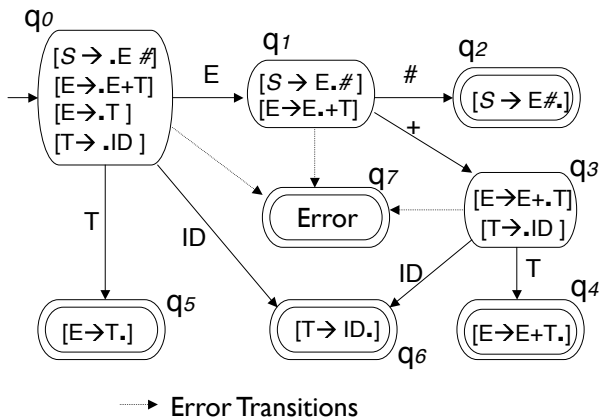 q0
[S → .E #]
[E→.E+T]
[E→.T ]
[T→ .ID ]
E
q1
[S → E.#]
[E→E.+T]
#
q2
[S → E#.]
+
q3
[E→E+.T]
[T→.ID ]
q7
Error
T
ID
ID
T
q5
[E→T.]
[T→ ID.]
q6
q4
[E→E+T.]
Error Transitions